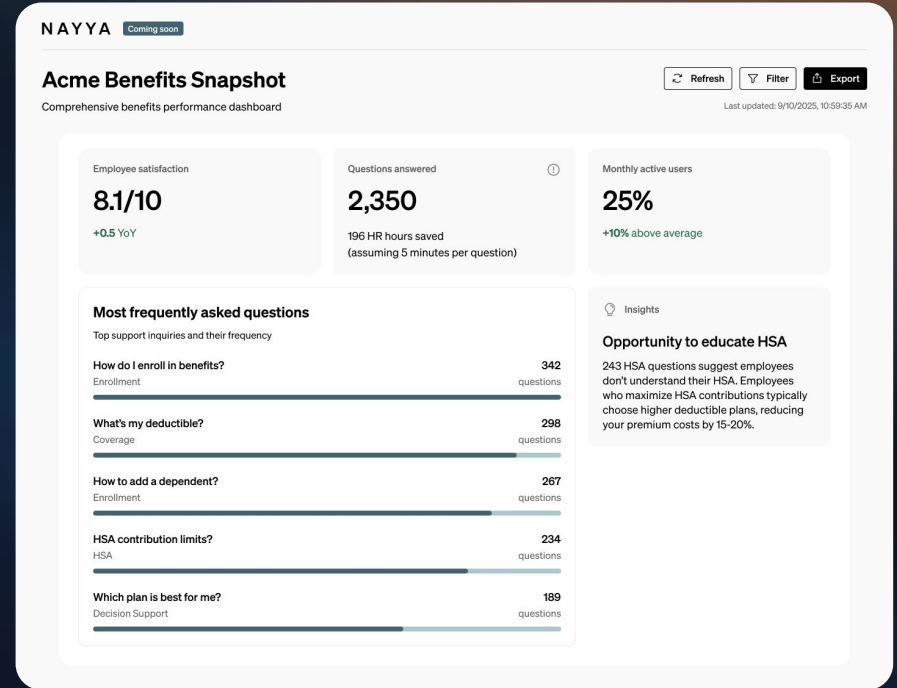 NAYYA Coming soon
Acme Benefits Snapshot
Refresh Filter Export
Comprehensive benefits performance dashboard
Last updated: 9/10/2025, 10:59:35 AM
Employee satisfaction
8.1/10
+0.5 YoY
Questions answered
2,350
196 HR hours saved
(assuming 5 minutes per question)
Monthly active users
25%
+10% above average
Most frequently asked questions
Top support inquiries and their frequency
How do I enroll in benefits? 342
Enrollment questions
What's my deductible? 298
Coverage questions
How to add a dependent? 267
Enrollment questions
HSA contribution limits? 234
HSA questions
Which plan is best for me? 189
Decision Support questions
Insights
Opportunity to educate HSA
243 HSA questions suggest employees
don't understand their HSA. Employees
who maximize HSA contributions typically
choose higher deductible plans, reducing
your premium costs by 15-20%.